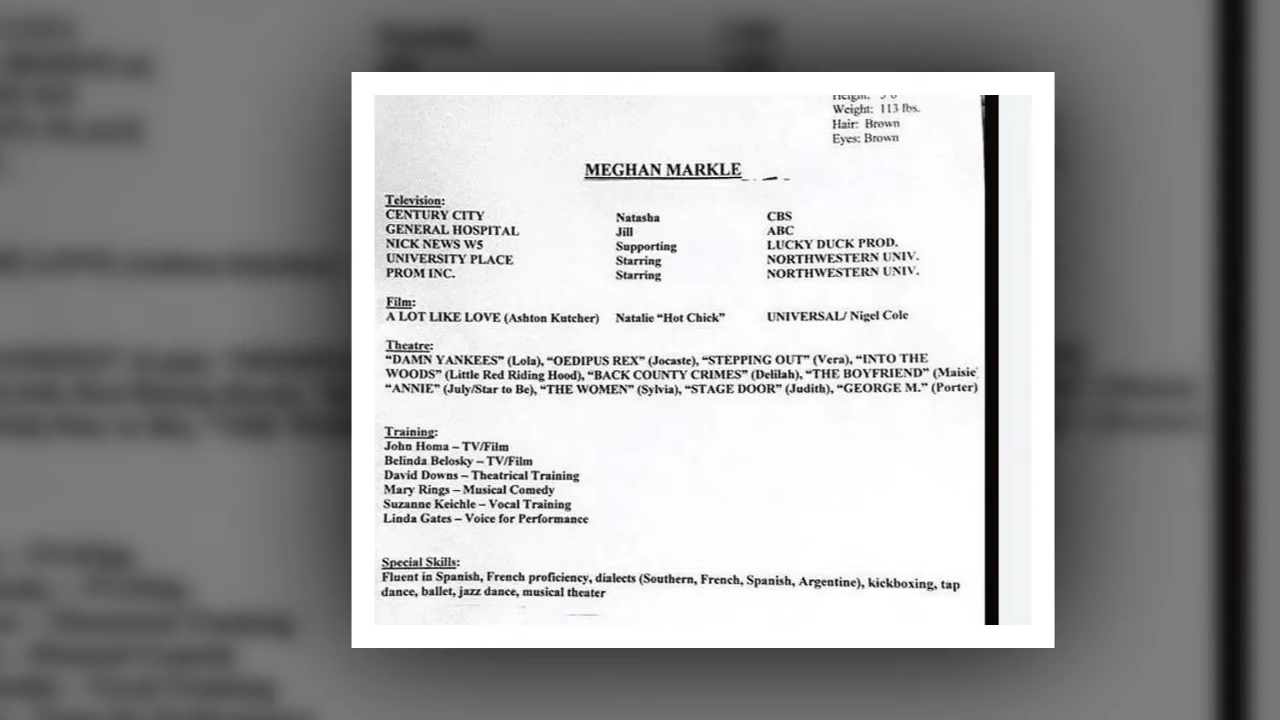 Weight: 113 lbs.
Hair: Brown
Eyes: Brown
MEGHAN MARKLE
Television:
CENTURY CITY Natasha CBS
GENERAL HOSPITAL Jill ABC
NICK NEWS W5 Supporting LUCKY DUCK PROD.
UNIVERSITY PLACE Starring NORTHWESTERN UNIV.
PROM INC. Starring NORTHWESTERN UNIV.
Film:
A LOT LIKE LOVE (Ashton Kutcher) Natalie “Hot Chick” UNIVERSAL/ Nigel Cole
Theatre:
“DAMN YANKEES” (Lola), “OEDIPUS REX” (Jocaste), “STEPPING OUT” (Vera), “INTO THE
WOODS” (Little Red Riding Hood), “BACK COUNTY CRIMES” (Delilah), “THE BOYFRIEND” (Maisie
“ANNIE” (July/Star to Be), “THE WOMEN” (Sylvia), “STAGE DOOR” (Judith), “GEORGE M.” (Porter)
Training:
John Homa – TV/Film
Belinda Belosky – TV/Film
David Downs – Theatrical Training
Mary Rings – Musical Comedy
Suzanne Keichle – Vocal Training
Linda Gates – Voice for Performance
Special Skills:
Fluent in Spanish, French proficiency, dialects (Southern, French, Spanish, Argentine), kickboxing, tap
dance, ballet, jazz dance, musical theater